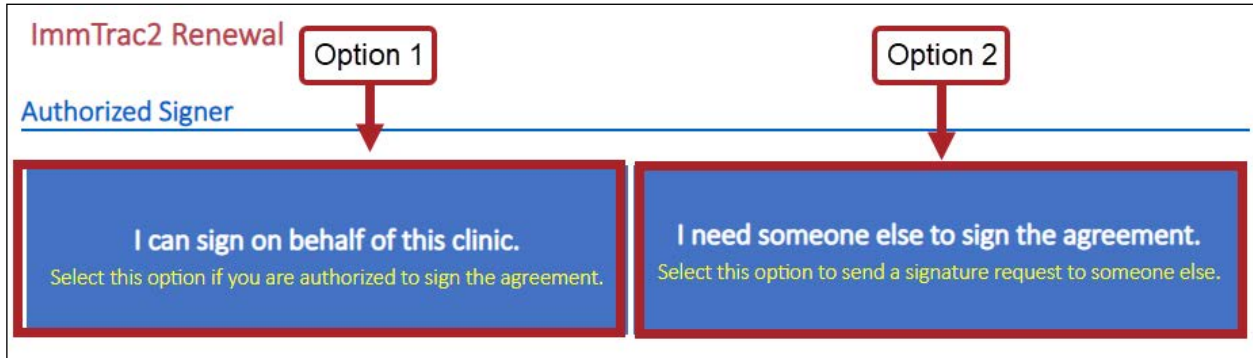 ImmTrac2 Renewal
Option 1
Option 2
Authorized Signer
I can sign on behalf of this clinic.
Select this option if you are authorized to sign the agreement.
I need someone else to sign the agreement.
Select this option to send a signature request to someone else.